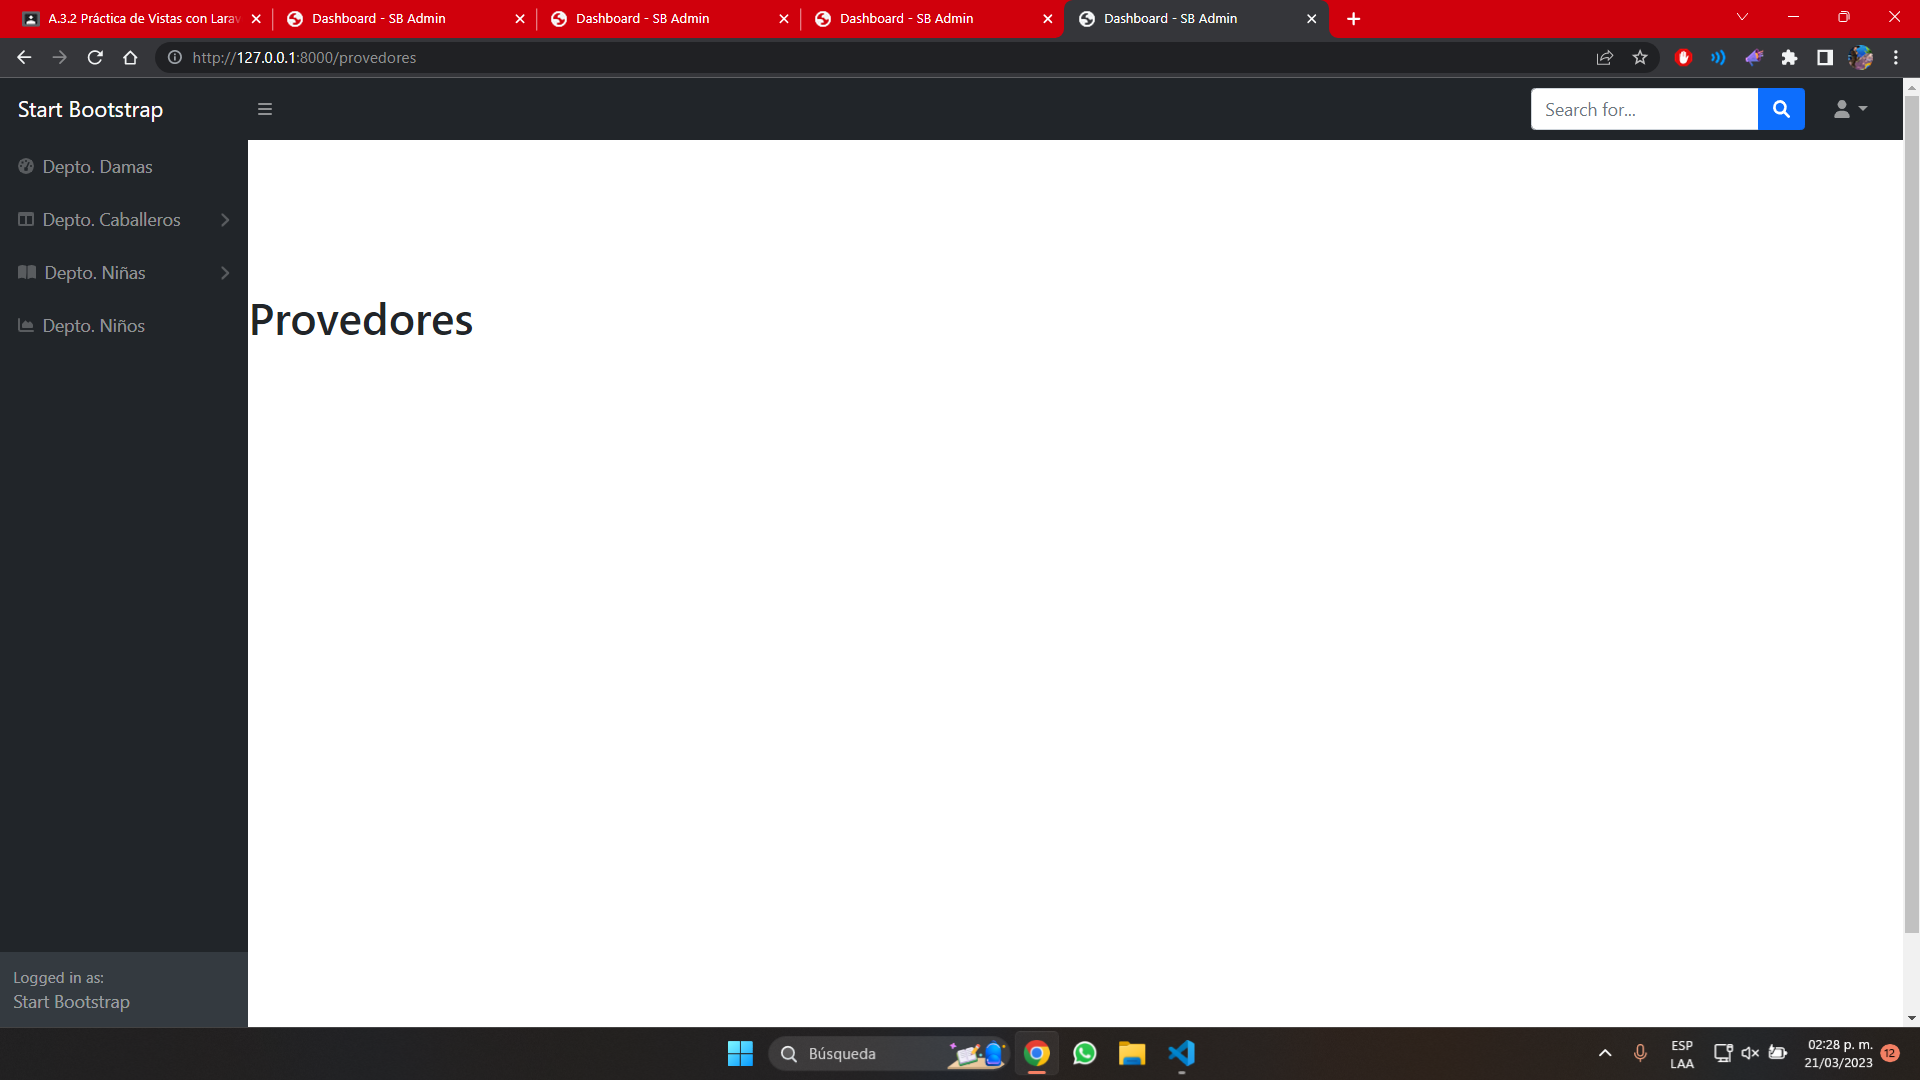 A.3.2 Práctica de Vistas con Larav
Dashboard - SB Admin
Dashboard - SB Admin
Dashboard - SB Admin
Dashboard - SB Admin
http://127.0.0.1:8000/provedores
Start Bootstrap
Search for...
Depto. Damas
Depto. Caballeros
Depto. Niñas
Depto. Niños
Provedores
Logged in as:
Start Bootstrap
Búsqueda
ESP
LAA
02:28 p. m.
21/03/2023
12